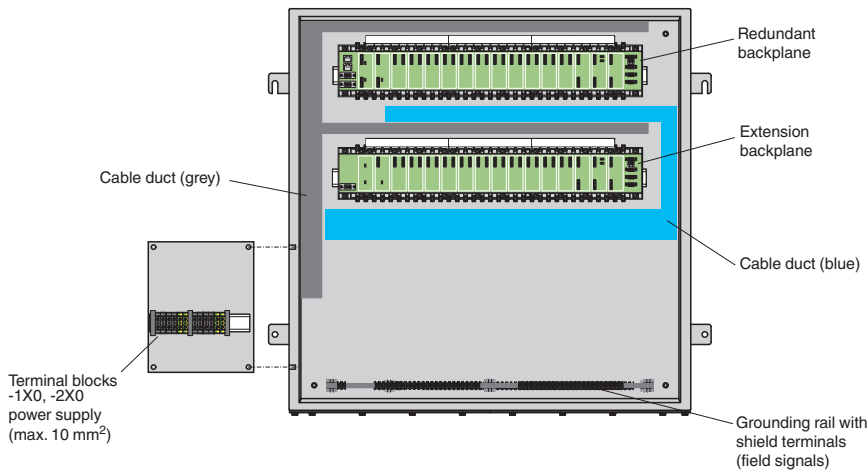 Redundant
backplane
Extension
backplane
Cable duct (grey)
Cable duct (blue)
Terminal blocks
-1X0, -2X0
power supply
(max. 10 mm²)
Grounding rail with
shield terminals
(field signals)